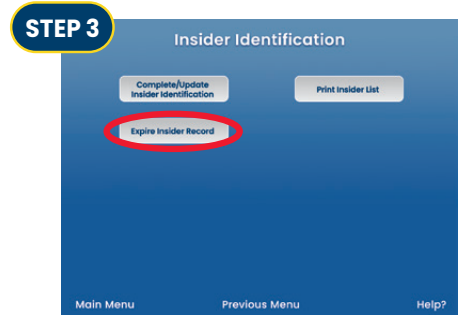 STEP 3
Insider Identification
Complete/Update
Insider Identification
Print Insider List
Expire Insider Record
Main Menu Previous Menu Help?